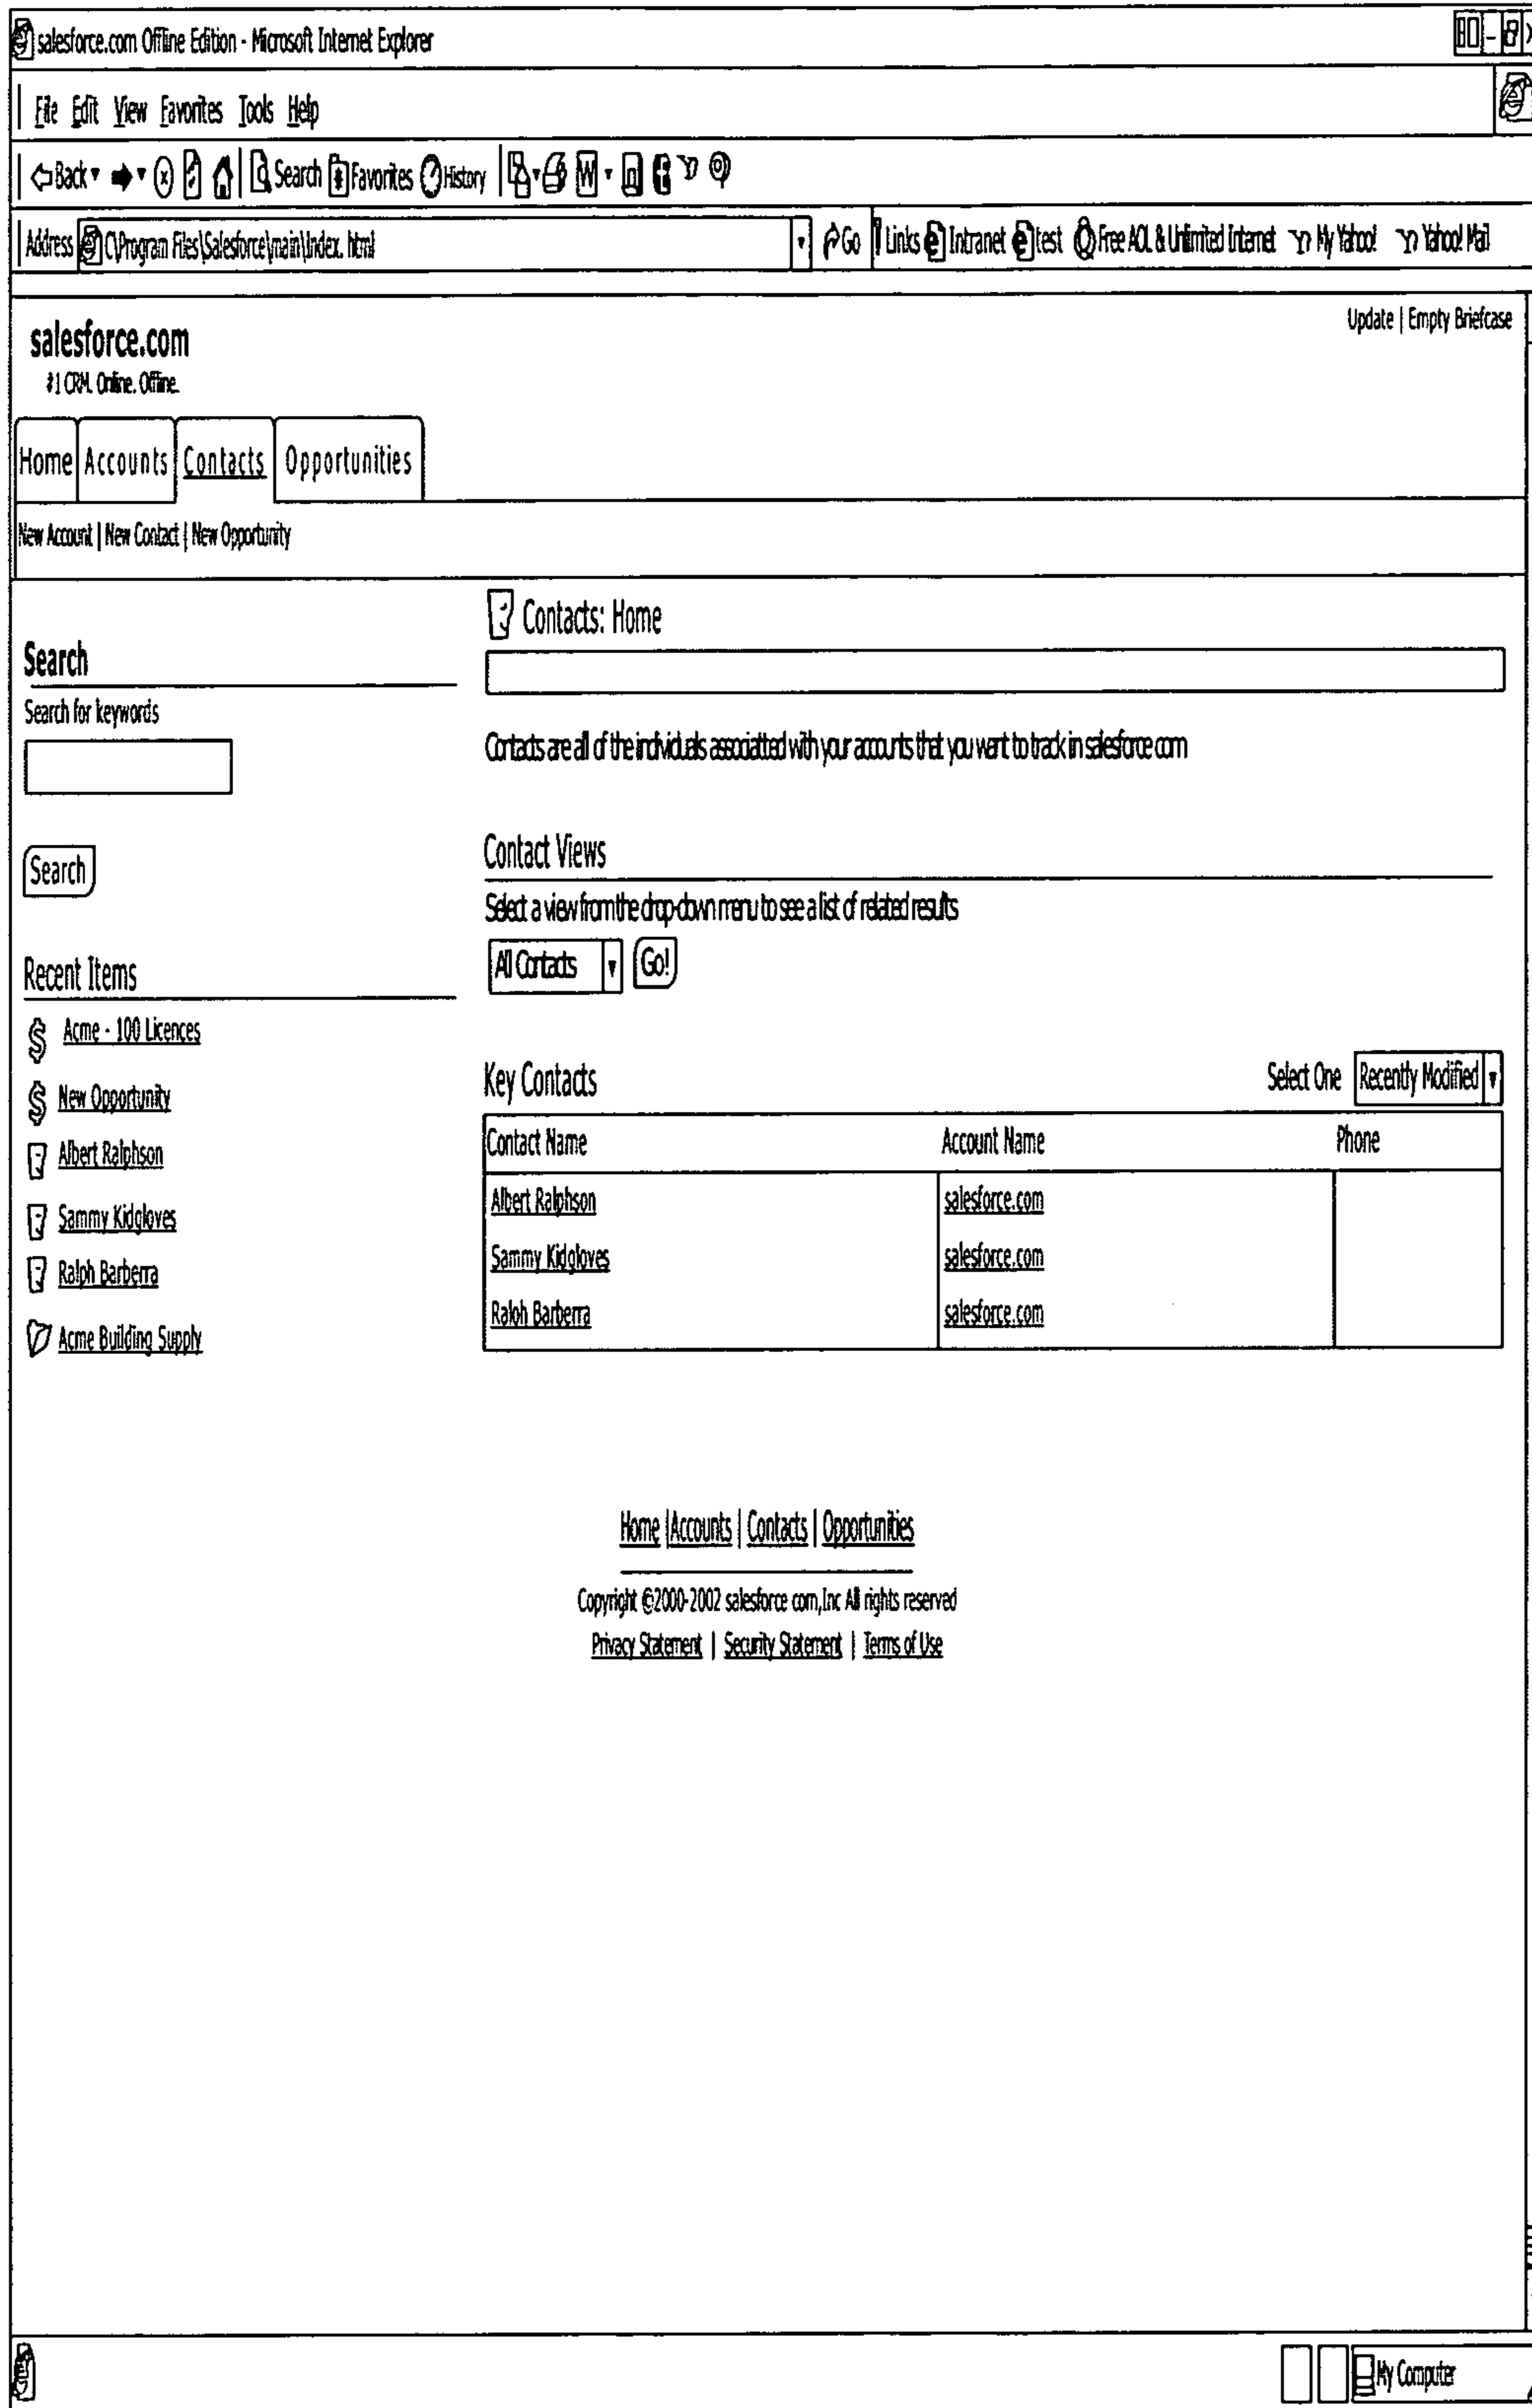 salesforce.com Offline Edition - Microsoft Internet Explorer
File Edit View Favorites Tools Help
Back Search Favorites History W
Address C:\Program Files\Salesforce\main\Index. html Go Links Intranet test Free AOL & Unlimited Internet My Yahoo! Yahoo! Mail
Update | Empty Briefcase
salesforce.com
#1 CRM. Online. Offline.
Home Accounts Contacts Opportunities
New Account | New Contact | New Opportunity
Contacts: Home
Search
Search for keywords
Contacts are all of the individuals associatted with your accounts that you want to track in salesforce com
Search
Contact Views
Select a view from the drop-down menu to see a list of related results
All Contacts Go!
Recent Items
Acme - 100 Licences
New Opportunity
Albert Ralphson
Sammy Kidgloves
Ralph Barberra
Acme Building Supply
Key Contacts Select One Recently Modified
Contact Name Account Name Phone
Albert Ralphson salesforce.com
Sammy Kidgloves salesforce.com
Raloh Barberra salesforce.com
Home |Accounts | Contacts | Opportunities
Copyright ©2000-2002 salesforce com,Inc All rights reserved
Privacy Statement | Security Statement | Terms of Use
My Computer